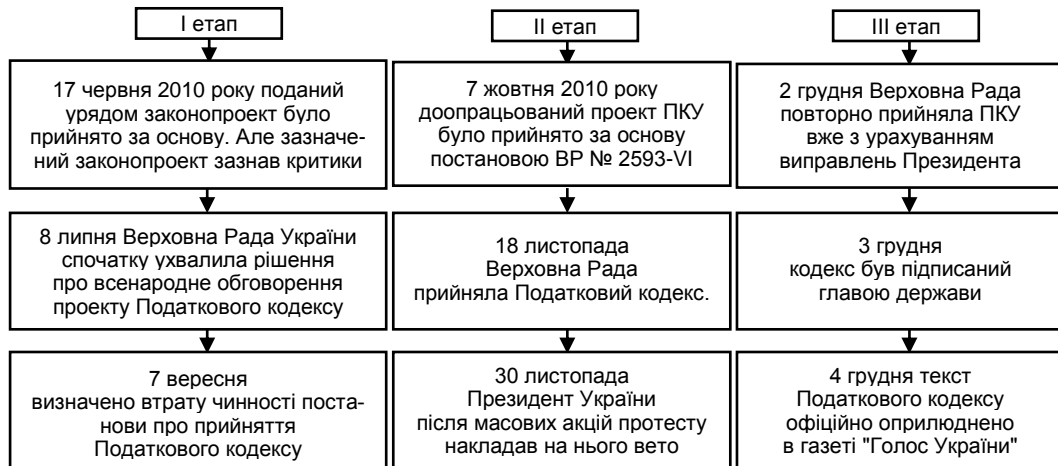 І етап
17 червня 2010 року поданий
урядом законопроект було
прийнято за основу. Але зазначе-
ний законопроект зазнав критики
8 липня Верховна Рада України
спочатку ухвалила рішення
про всенародне обговорення
проекту Податкового кодексу
7 вересня
визначено втрату чинності поста-
нови про прийняття
Податкового кодексу
ІІ етап
7 жовтня 2010 року
доопрацьований проект ПКУ
було прийнято за основу
постановою ВР № 2593-VI
18 листопада
Верховна Рада
прийняла Податковий кодекс.
30 листопада
Президент України
після масових акцій протесту
накладав на нього вето
ІІІ етап
2 грудня Верховна Рада
повторно прийняла ПКУ
вже з урахуванням
виправлень Президента
3 грудня
кодекс був підписаний
главою держави
4 грудня текст
Податкового кодексу
офіційно оприлюднено
в газеті "Голос України"